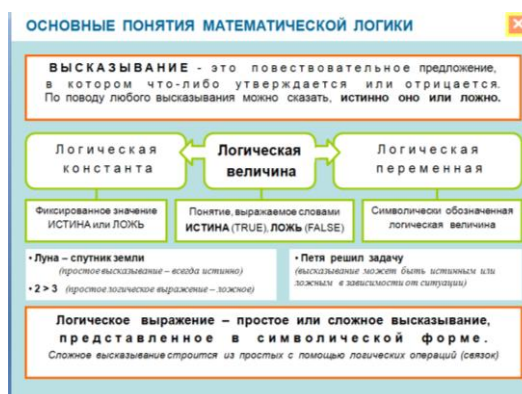 ОСНОВНЫЕ ПОНЯТИЯ МАТЕМАТИЧЕСКОЙ ЛОГИКИ
ВЫСКАЗЫВАНИЕ - это повествовательное предложение,
в котором что-либо утверждается или отрицается.
По поводу любого высказывания можно сказать, истинно оно или ложно.
Логическая
константа
Логическая
величина
Логическая
переменная
Фиксированное значение
ИСТИНА или ЛОЖЬ
Понятие, выражаемое словами
ИСТИНА (TRUE), ЛОЖЬ (FALSE)
Символически обозначенная
логическая величина
• Луна – спутник земли
(простое высказывание – всегда истинно)
• 2 > 3 (простое логическое выражение – ложное)
• Петя решил задачу
(высказывание может быть истинным или
ложным в зависимости от ситуации)
Логическое выражение – простое или сложное высказывание,
представленное в символической форме.
Сложное высказывание строится из простых с помощью логических операций (связок)